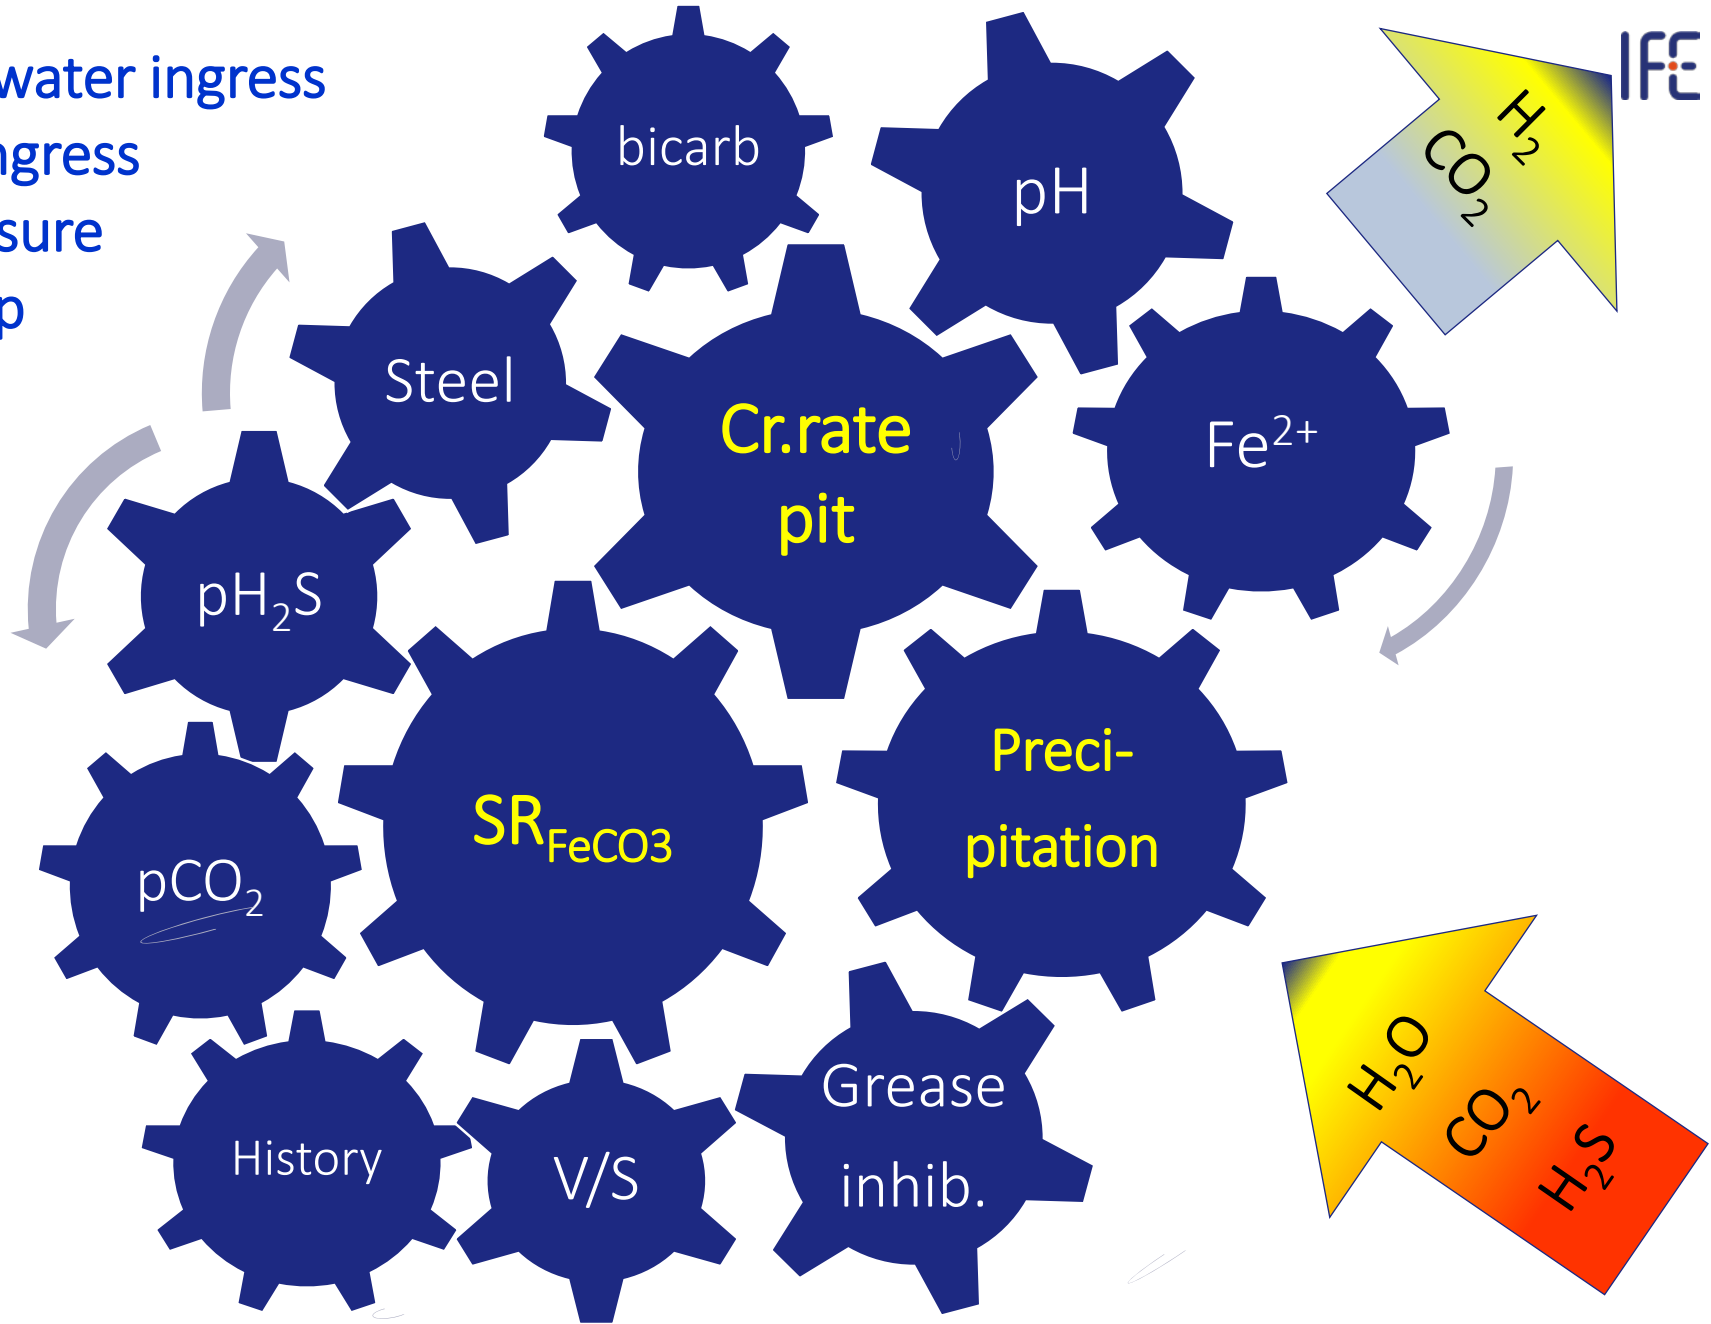 water ingress
ngress
sure
p
IFE
bicarb
pH
H₂
CO₂
Steel
Cr.rate
pit
Fe²⁺
pH₂S
SR_FeCO3
Preci-
pitation
pCO₂
History
V/S
Grease
inhib.
H₂O
CO₂
H₂S